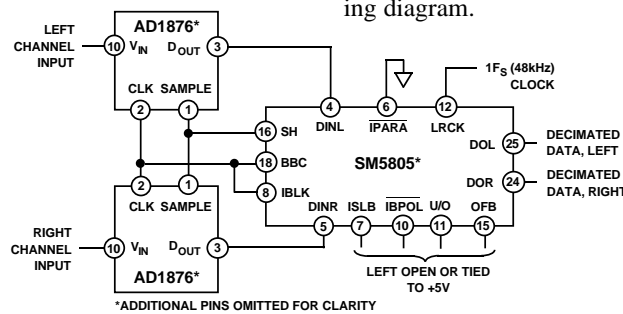 ing diagram.
AD1876*
LEFT
CHANNEL
INPUT
10 VIN
DOUT 3
CLK SAMPLE
2 1
1FS (48kHz)
CLOCK
4 6 12
DINL IPARA LRCK
16 SH
18 BBC
8 IBLK
SM5805*
DOL 25
DECIMATED
DATA, LEFT
DOR 24
DECIMATED
DATA, RIGHT
DINR ISLB IBPOL U/O OFB
5 7 10 11 15
2 1
CLK SAMPLE
RIGHT
CHANNEL
INPUT
10 VIN
DOUT 3
AD1876*
LEFT OPEN OR TIED
TO +5V
*ADDITIONAL PINS OMITTED FOR CLARITY